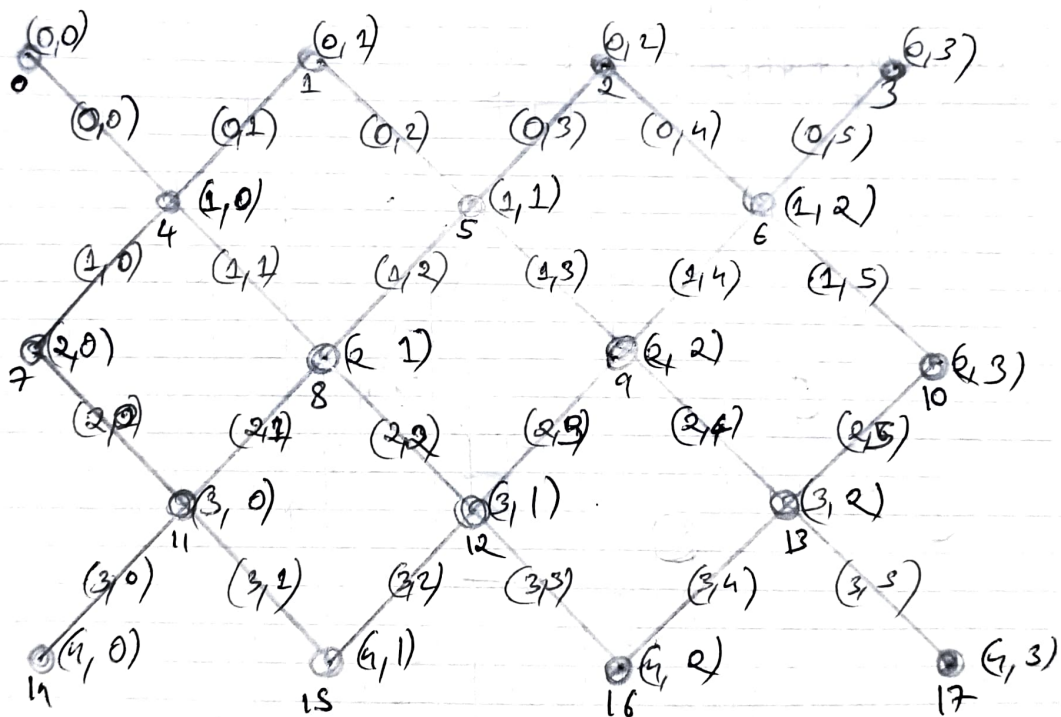 (0,0) (0,1) (0,2) (0,3)
0 1 2 3
(0,0) (0,1) (0,2) (0,3) (0,4) (0,5)
(1,0) (1,1) (1,2)
4 5 6
(1,0) (1,1) (1,2) (1,3) (1,4) (1,5)
(2,0) (2 1) (2, 2) (2,3)
7 8 9 10
(2,0) (2,1) (2,2) (2,3) (2,4) (2,5)
(3, 0) (3,1) (3,2)
11 12 13
(3,0) (3,1) (3,2) (3,3) (3,4) (3,5)
(4,0) (4,1) (4,2) (4,3)
14 15 16 17